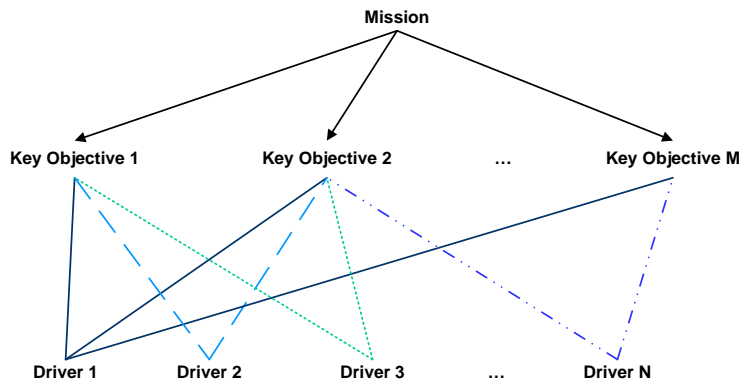 Mission
Key Objective 1 Key Objective 2 … Key Objective M
Driver 1 Driver 2 Driver 3 … Driver N